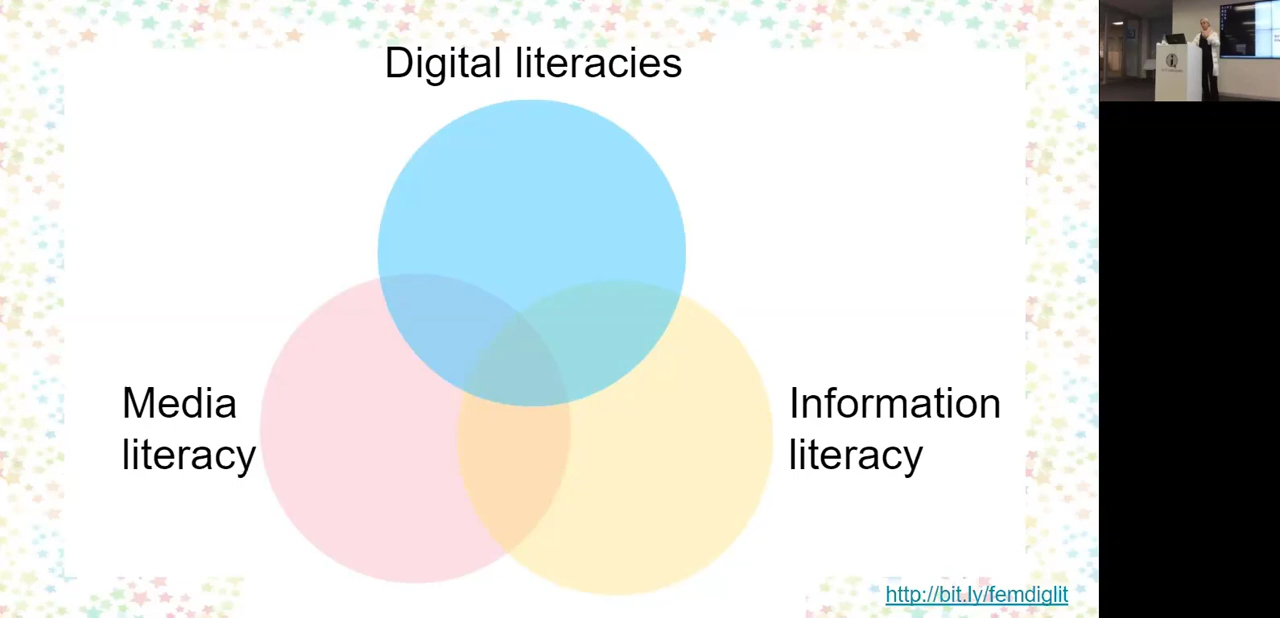 Digital literacies
Media
literacy
Information
literacy
http://bit.ly/femdiglit